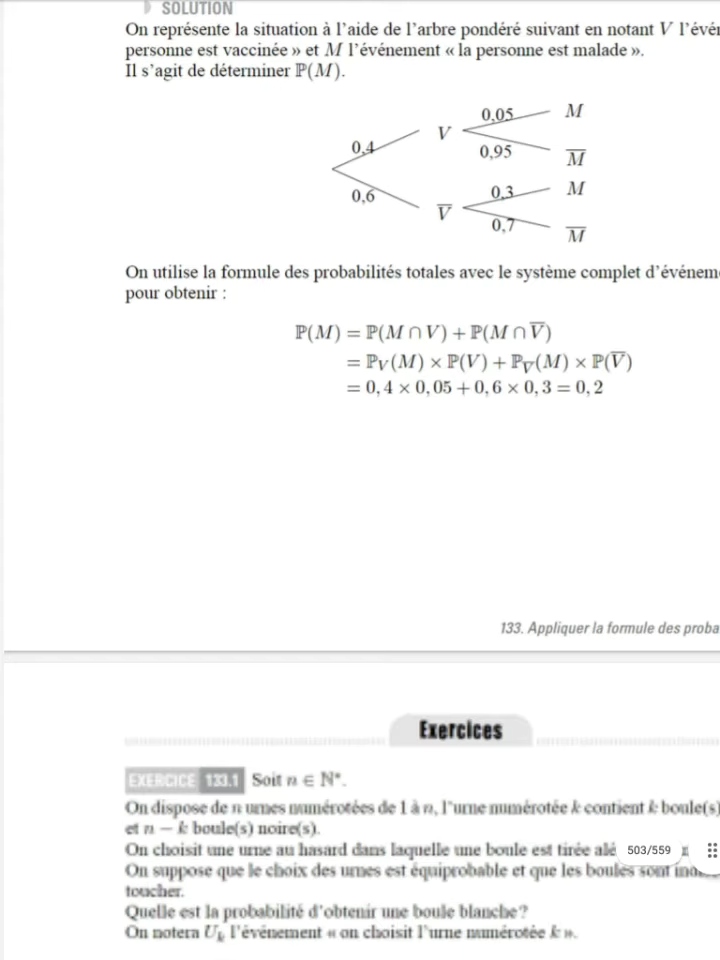 SOLUTION
On représente la situation à l'aide de l'arbre pondéré suivant en notant V l'évé
personne est vaccinée » et M l'événement « la personne est malade ».
Il s'agit de déterminer ℙ(M).
0,4
0,6
V
V̅
0,05
0,95
M
M̅
0,3
0,7
M
M̅
On utilise la formule des probabilités totales avec le système complet d'événem
pour obtenir :
ℙ(M) = ℙ(M ∩ V) + ℙ(M ∩ V̅)
= ℙ_V(M) × ℙ(V) + ℙ_V̅(M) × ℙ(V̅)
= 0, 4 × 0, 05 + 0, 6 × 0, 3 = 0, 2
133. Appliquer la formule des proba
Exercices
EXERCICE 133.1 Soit n ∈ ℕ*.
On dispose de n urnes numérotées de 1 à n, l'urne numérotée k contient k boule(s)
et n − k boule(s) noire(s).
On choisit une urne au hasard dans laquelle une boule est tirée alé
503/559
On suppose que le choix des urnes est équiprobable et que les boules sont
toucher.
Quelle est la probabilité d'obtenir une boule blanche ?
On notera U_k l'événement « on choisit l'urne numérotée k ».